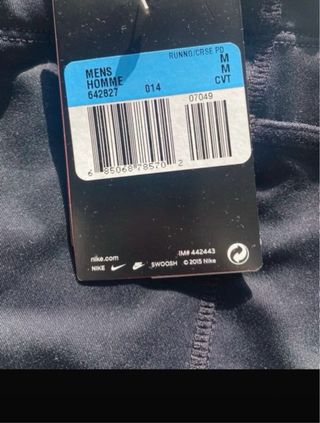 RUNNG/CRSE PD
MENS M
HOMME M
642827 014 CVT
07049
6 85068 78570 2
nike.com IM# 442443
NIKE SWOOSH © 2015 Nike